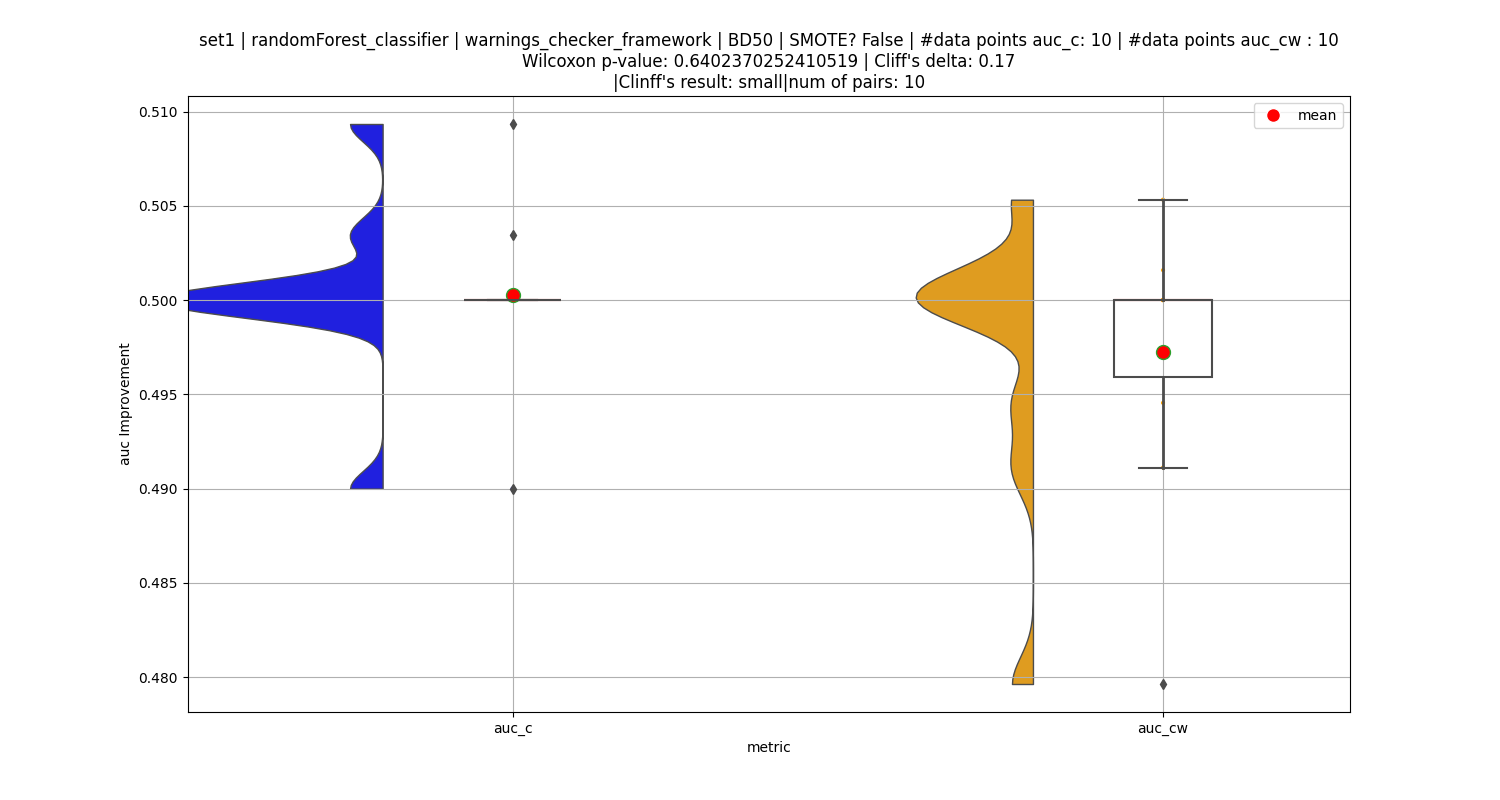 set1 | randomForest_classifier | warnings_checker_framework | BD50 | SMOTE? False | #data points auc_c: 10 | #data points auc_cw : 10
Wilcoxon p-value: 0.6402370252410519 | Cliff's delta: 0.17
|Clinff's result: small|num of pairs: 10
mean
0.510
0.505
0.500
0.495
0.490
0.485
0.480
auc Improvement
auc_c
auc_cw
metric